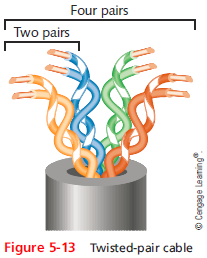 Four pairs
Two pairs
© Cengage Learning®.
Figure 5-13 Twisted-pair cable